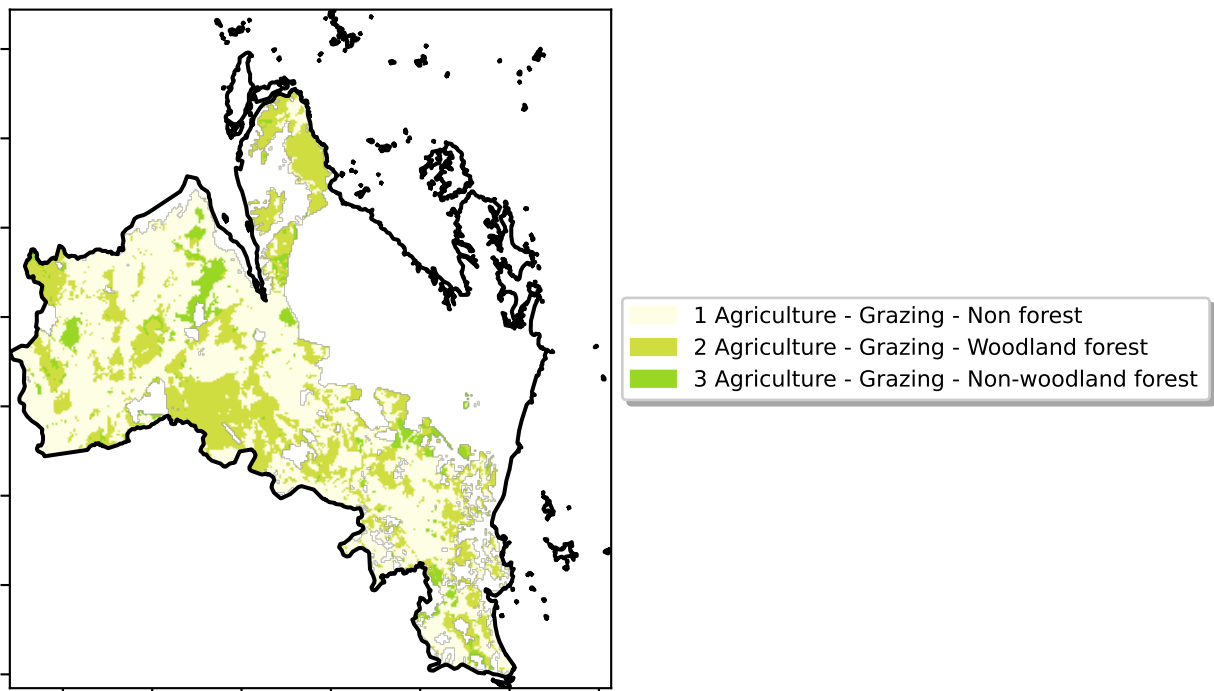 1 Agriculture - Grazing - Non forest
2 Agriculture - Grazing - Woodland forest
3 Agriculture - Grazing - Non-woodland forest